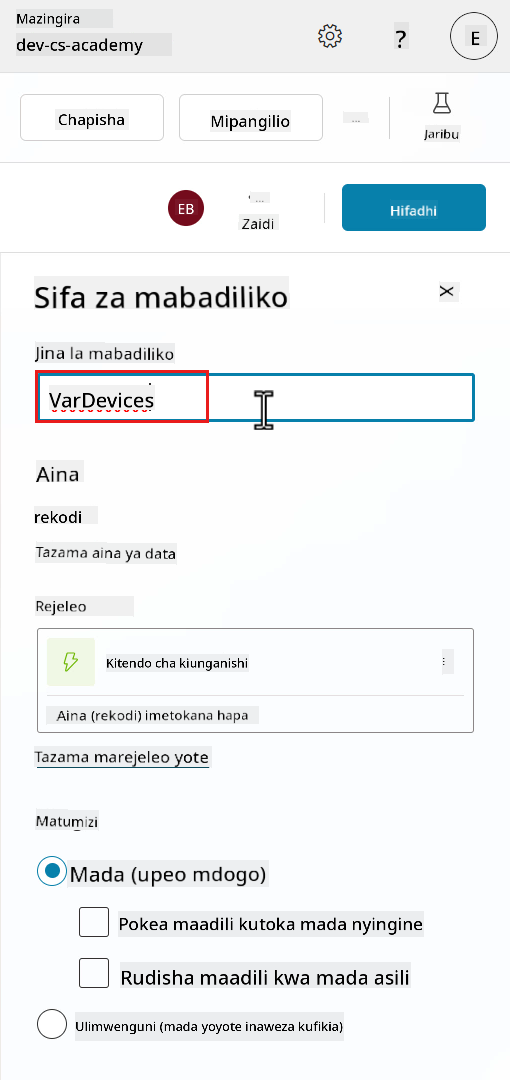 Mazingira
dev-cs-academy
?
E
Chapisha
Mipangilio
...
Jaribu
EB
...
Zaidi
Hifadhi
Sifa za mabadiliko
Jina la mabadiliko
VarDevices
Aina
rekodi
Tazama aina ya data
Rejeleo
Kitendo cha kiunganishi
Aina (rekodi) imetokana hapa
Tazama marejeleo yote
Matumizi
Mada (upeo mdogo)
Pokea maadili kutoka mada nyingine
Rudisha maadili kwa mada asili
Ulimwenguni (mada yoyote inaweza kufikia)